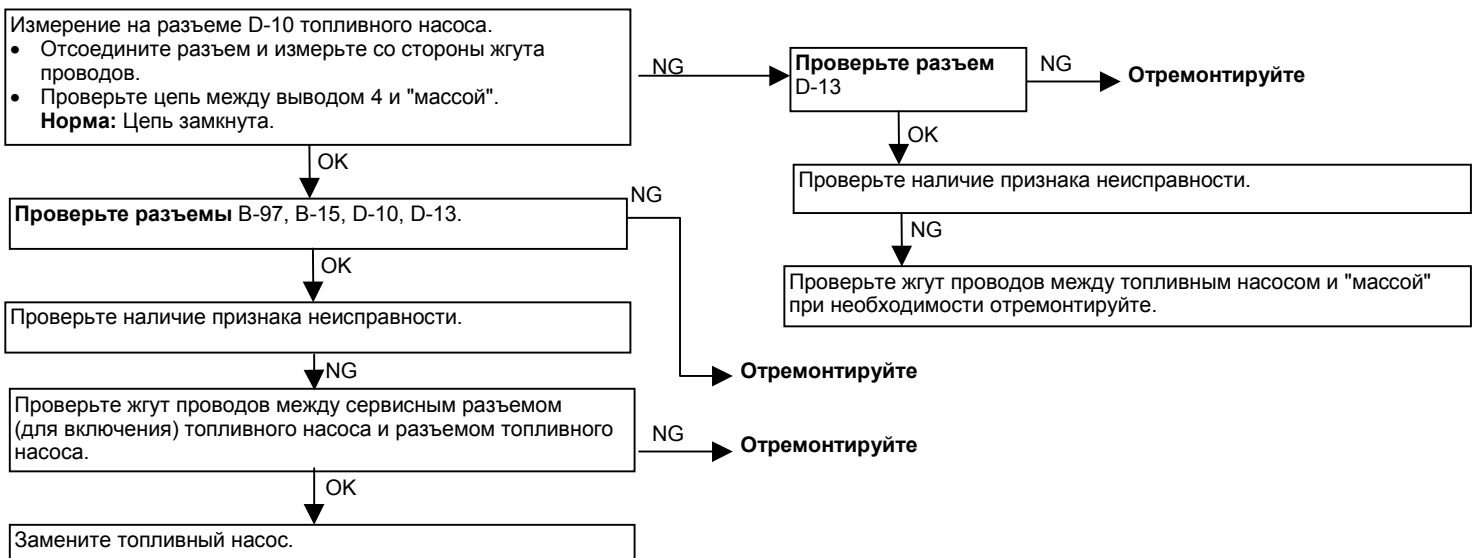 Измерение на разъеме D-10 топливного насоса.
• Отсоедините разъем и измерьте со стороны жгута
проводов.
• Проверьте цепь между выводом 4 и "массой".
Норма: Цепь замкнута.
NG
Проверьте разъем
D-13
NG
Отремонтируйте
OK
OK
Проверьте наличие признака неисправности.
NG
Проверьте жгут проводов между топливным насосом и "массой"
при необходимости отремонтируйте.
Проверьте разъемы B-97, B-15, D-10, D-13.
NG
Отремонтируйте
OK
Проверьте наличие признака неисправности.
NG
Проверьте жгут проводов между сервисным разъемом
(для включения) топливного насоса и разъемом топливного
насоса.
NG
Отремонтируйте
OK
Замените топливный насос.